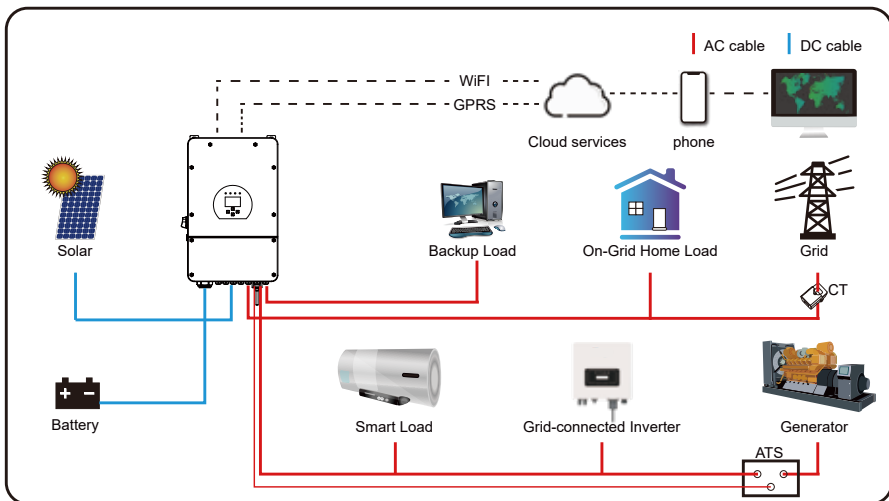 AC cable
DC cable
WiFI
GPRS
Cloud services
phone
Solar
Backup Load
On-Grid Home Load
Grid
CT
Battery
Smart Load
Grid-connected Inverter
Generator
ATS